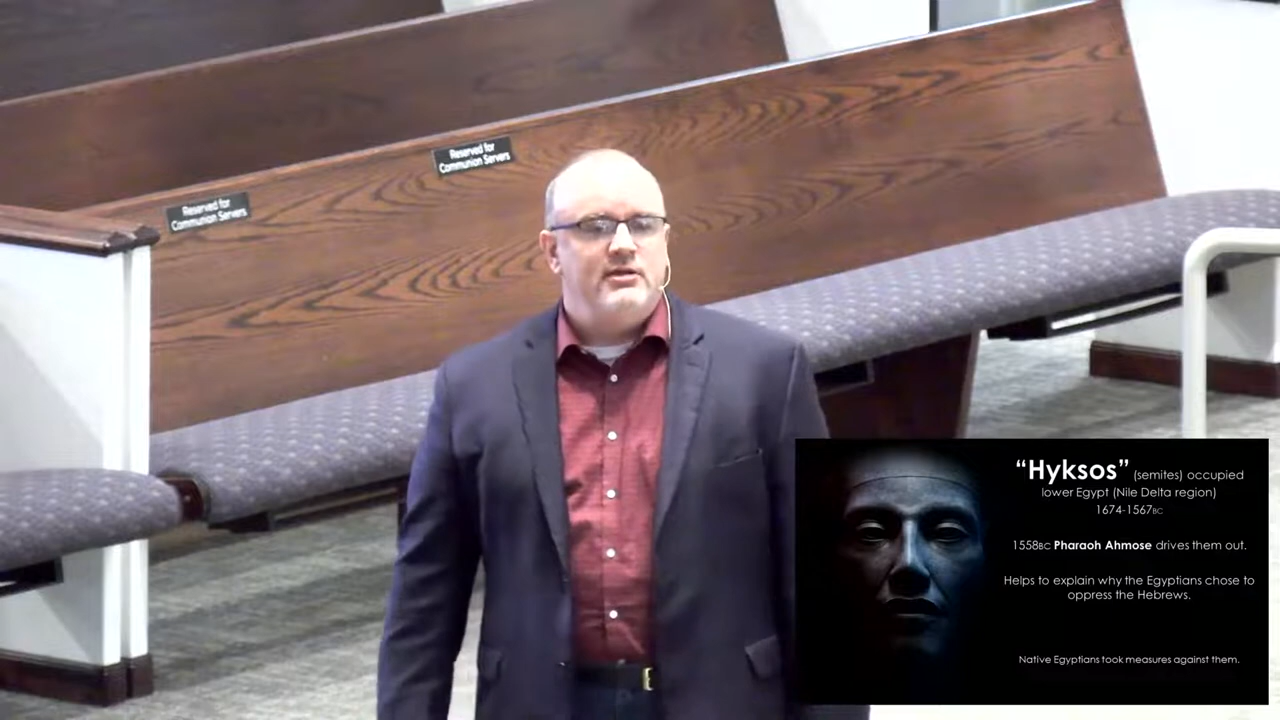 Reserved for
Communion Servers
Reserved for
Communion Servers
“Hyksos” (semites) occupied
lower Egypt (Nile Delta region)
1674-1567BC
1558BC Pharaoh Ahmose drives them out.
Helps to explain why the Egyptians chose to
oppress the Hebrews.
Native Egyptians took measures against them.